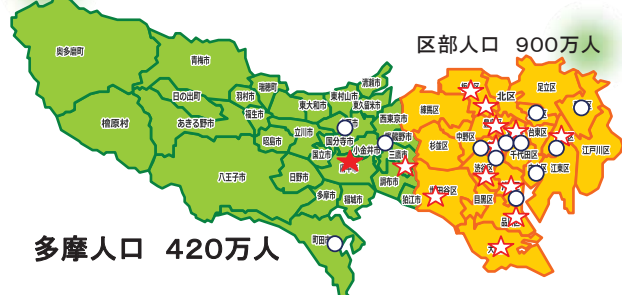 区部人口 900万人
奥多摩町
青梅市
瑞穂町
清瀬市
日の出町
羽村市
東大和市
東村山市
東久留米市
福生市
檜原村
あきる野市
昭島市
立川市
国分寺市
小金井市
西東京市
武蔵野市
三鷹市
国立市
八王子市
日野市
調布市
多摩市
稲城市
狛江市
町田市
練馬区
北区
足立区
杉並区
中野区
台東区
千代田区
江戸川区
江東区
渋谷区
目黒区
多摩人口 420万人